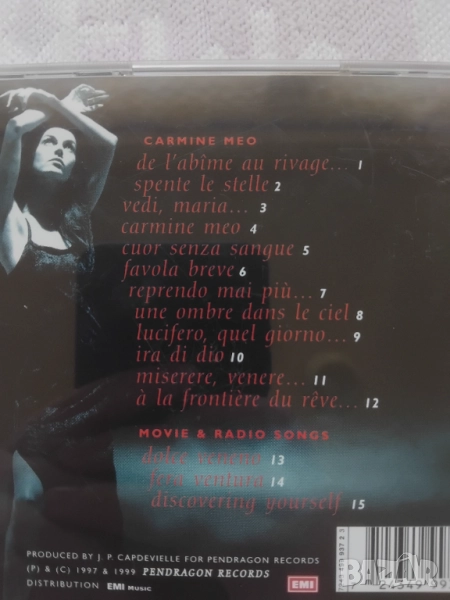 CARMINE MEO
de l'abîme au rivage... 1
spente le stelle 2
vedi, maria... 3
carmine meo 4
cuor senza sangue 5
favola breve 6
reprendo mai più... 7
une ombre dans le ciel 8
lucifero, quel giorno... 9
ira di dio 10
miserere, venere... 11
à la frontière du rêve... 12
MOVIE & RADIO SONGS
dolce veneno 13
fera ventura 14
discovering yourself 15
PRODUCED BY J. P. CAPDEVIELLE FOR PENDRAGON RECORDS
(P) & (C) 1997 & 1999 PENDRAGON RECORDS
DISTRIBUTION EMI Music
EMI
BAZAR